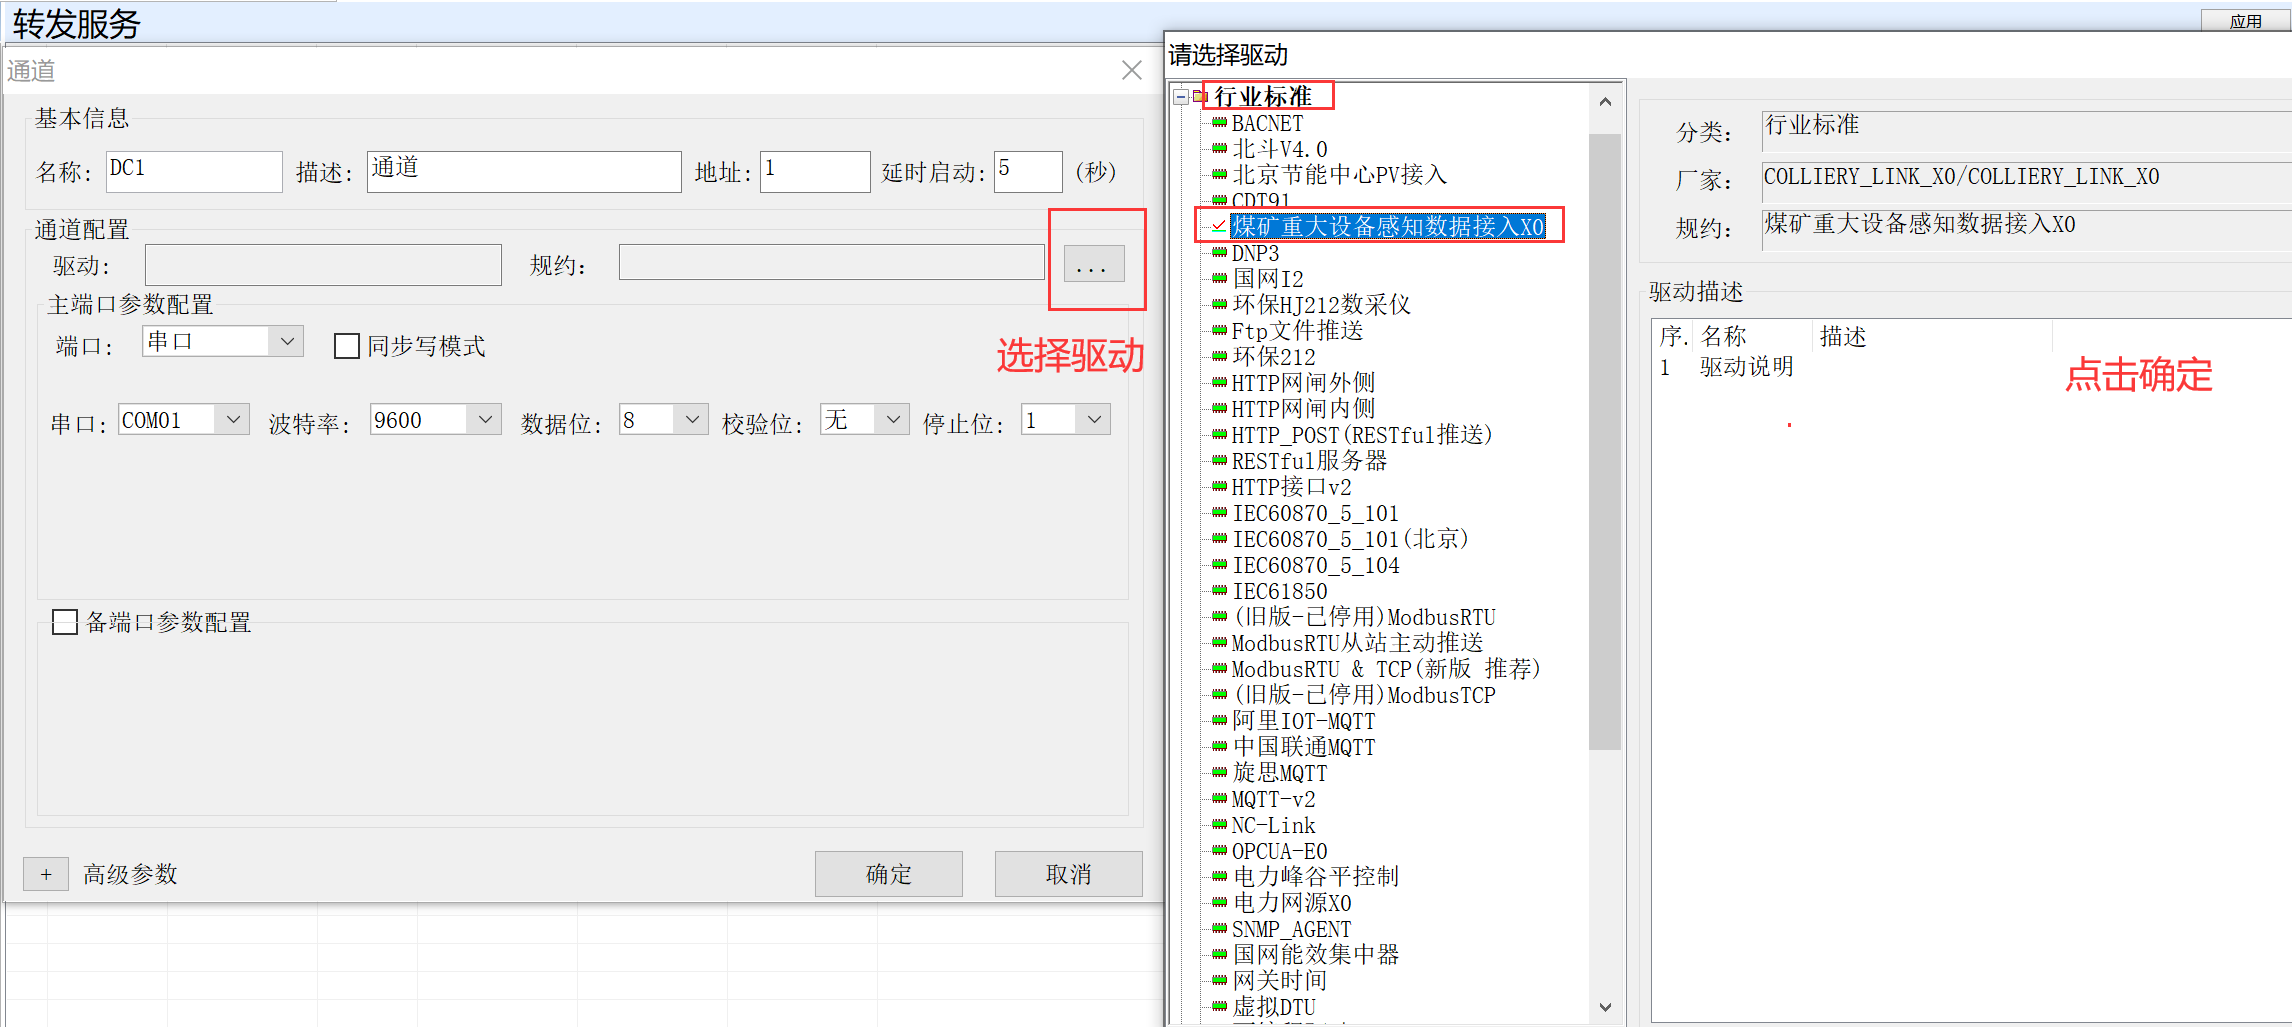 转发服务
应用
通道
基本信息
名称: DC1 描述: 通道 地址: 1 延时启动: 5 (秒)
通道配置
驱动: 规约: ...
主端口参数配置
端口: 串口 同步写模式
选择驱动
串口: COM01 波特率: 9600 数据位: 8 校验位: 无 停止位: 1
备端口参数配置
+ 高级参数 确定 取消
请选择驱动
行业标准
BACNET
北斗V4.0
北京节能中心PV接入
CDT91
煤矿重大设备感知数据接入X0
DNP3
国网I2
环保HJ212数采仪
Ftp文件推送
环保212
HTTP网闸外侧
HTTP网闸内侧
HTTP_POST(RESTful推送)
RESTful服务器
HTTP接口v2
IEC60870_5_101
IEC60870_5_101(北京)
IEC60870_5_104
IEC61850
(旧版-已停用)ModbusRTU
ModbusRTU从站主动推送
ModbusRTU & TCP(新版 推荐)
(旧版-已停用)ModbusTCP
阿里IOT-MQTT
中国联通MQTT
旋思MQTT
MQTT-v2
NC-Link
OPCUA-E0
电力峰谷平控制
电力网源X0
SNMP_AGENT
国网能效集中器
网关时间
虚拟DTU
分类: 行业标准
厂家: COLLIERY_LINK_X0/COLLIERY_LINK_X0
规约: 煤矿重大设备感知数据接入X0
驱动描述
序. 名称 描述
1 驱动说明
点击确定